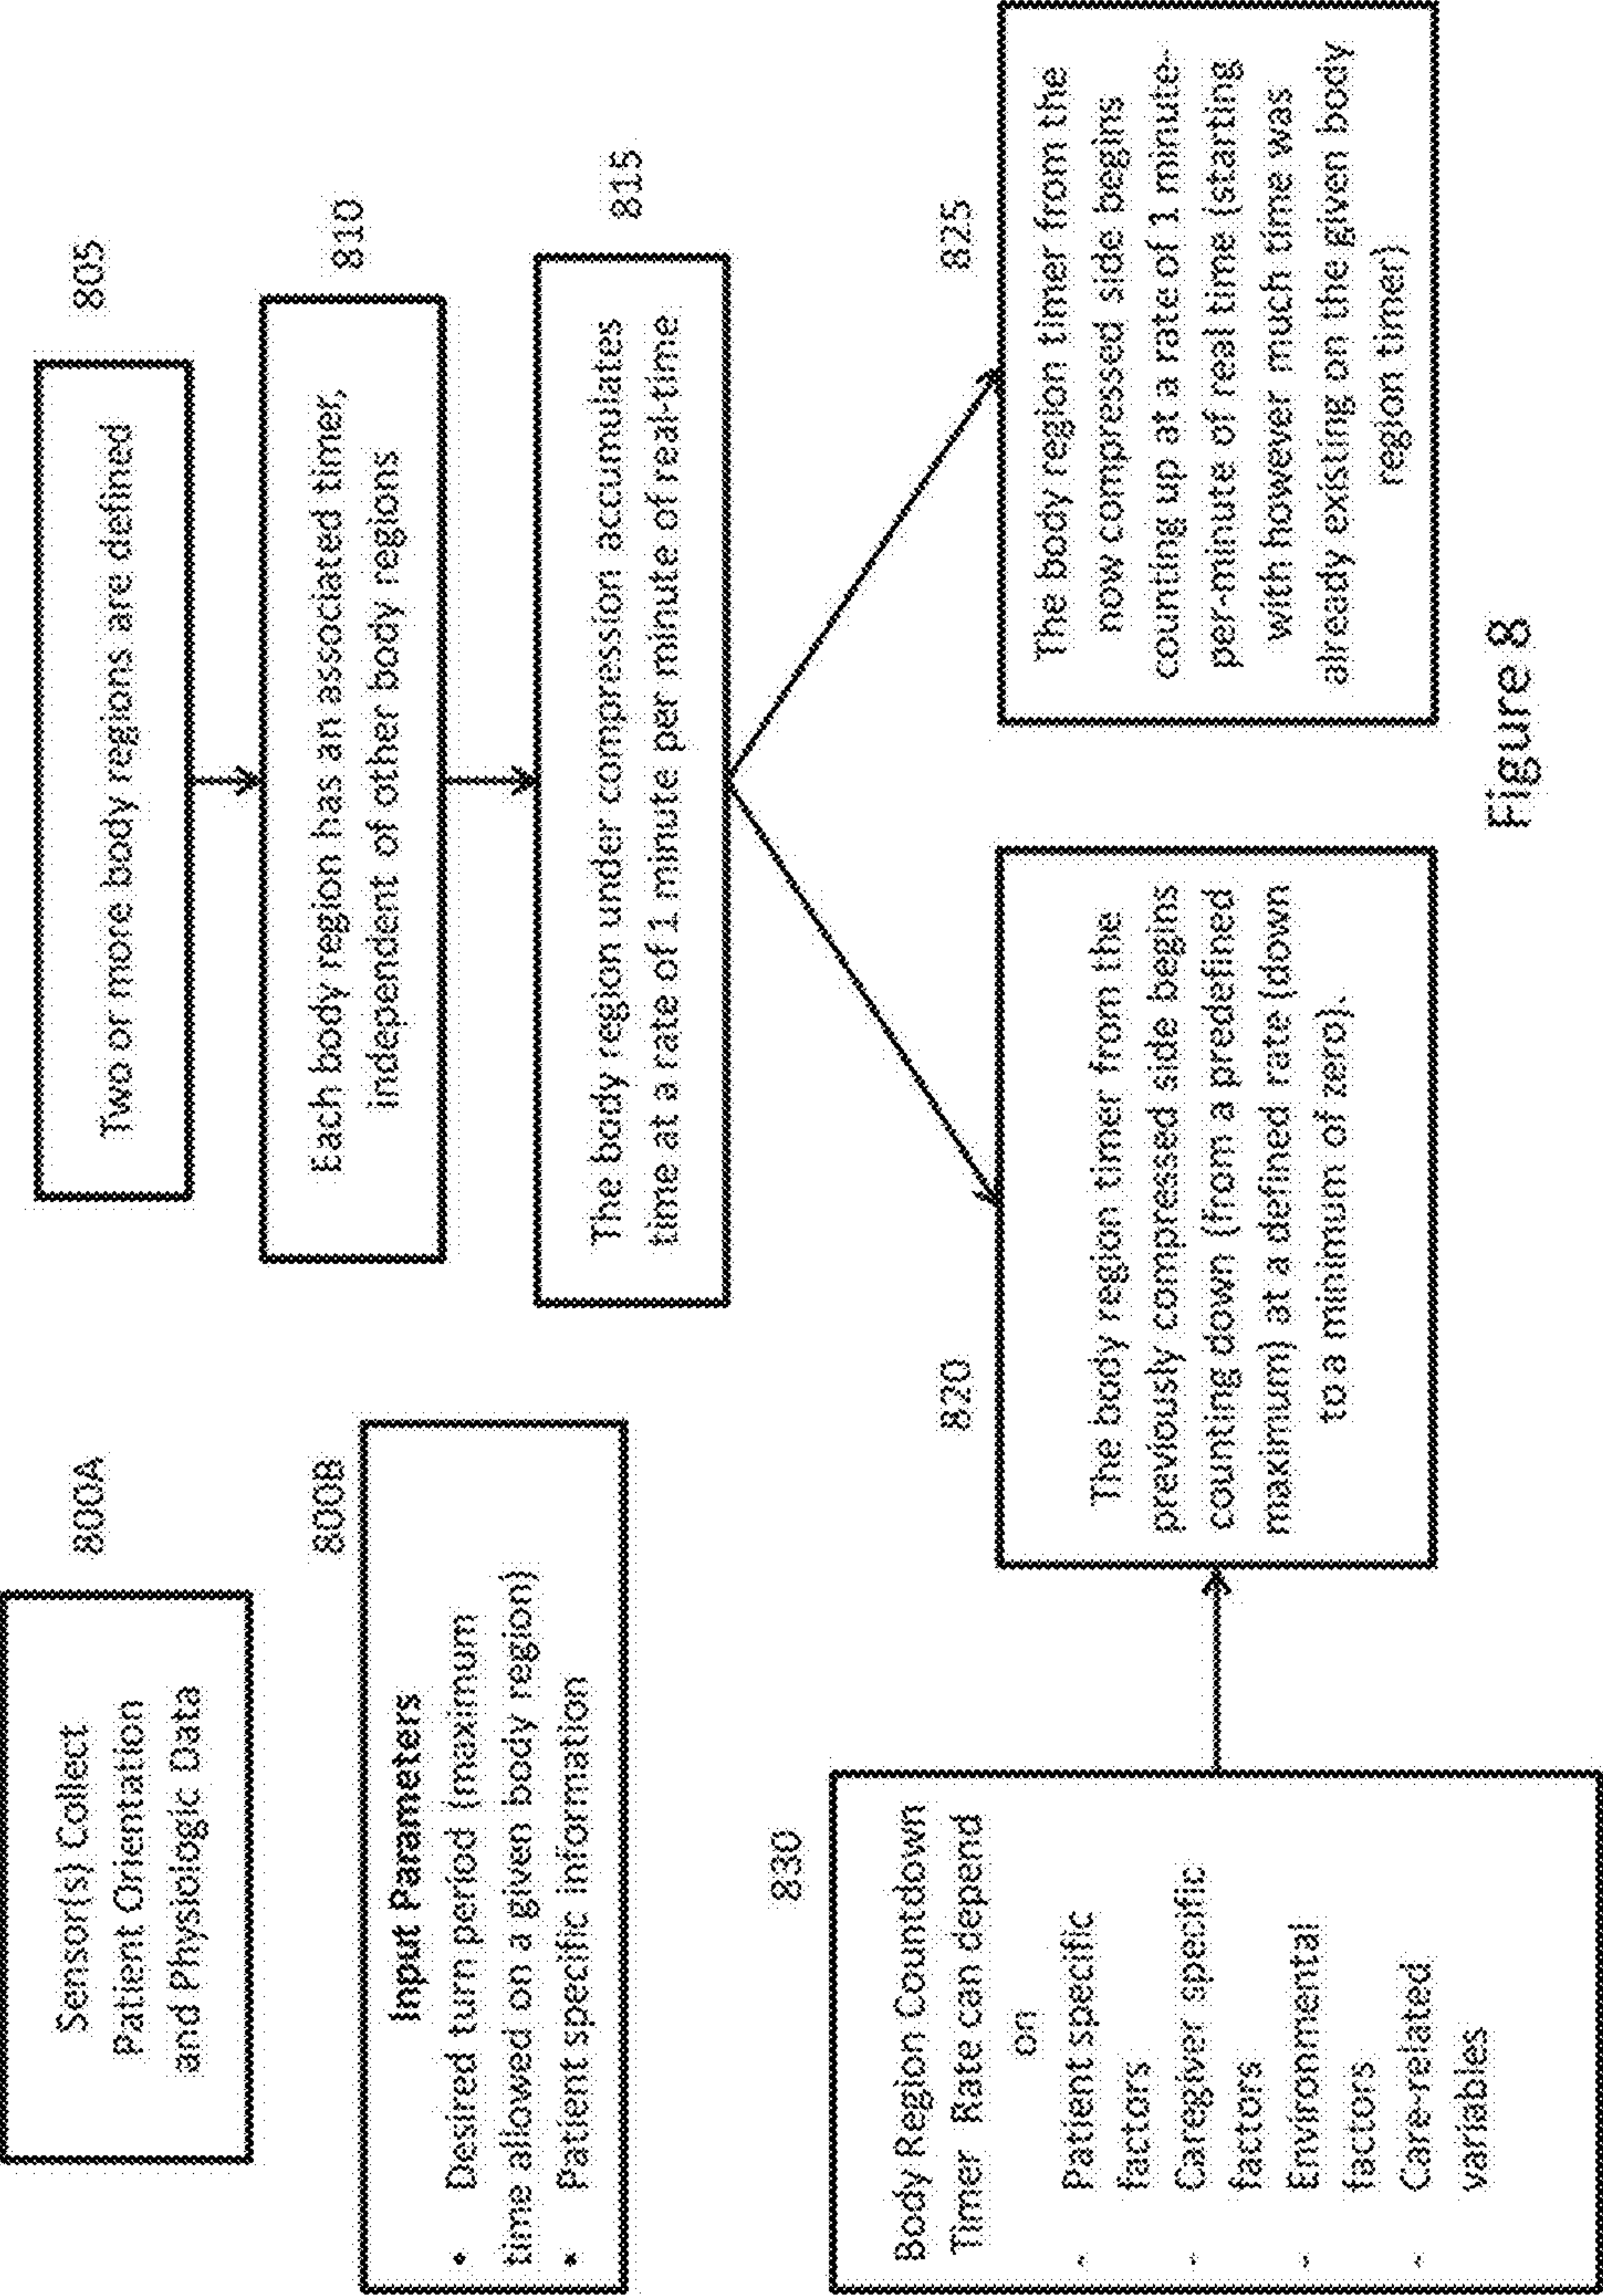 800A
Sensor(s) Collect
Patient Orientation
and Physiologic Data
800B
Input Parameters
• Desired turn period (maximum
time allowed on a given body region)
• Patient specific information
805
Two or more body regions are defined
810
Each body region has an associated timer,
independent of other body regions
815
The body region under compression accumulates
time at a rate of 1 minute per minute of real-time
830
Body Region Countdown
Timer Rate can depend
on
- Patient specific
factors
- Caregiver specific
factors
- Environmental
factors
- Care-related
variables
820
The body region timer from the
previously compressed side begins
counting down (from a predefined
maximum) at a defined rate (down
to a minimum of zero).
825
The body region timer from the
now compressed side begins
counting up at a rate of 1 minute-
per-minute of real time (starting
with however much time was
already existing on the given body
region timer)
Figure 8